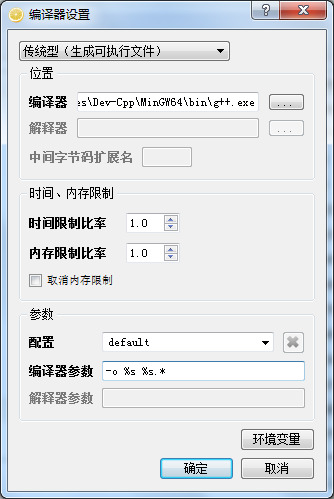 编译器设置
传统型（生成可执行文件）
位置
编译器 es\Dev-Cpp\MinGW64\bin\g++.exe ...
解释器 ...
中间字节码扩展名
时间、内存限制
时间限制比率 1.0
内存限制比率 1.0
取消内存限制
参数
配置 default
编译器参数 -o %s %s.*
解释器参数
环境变量
确定 取消